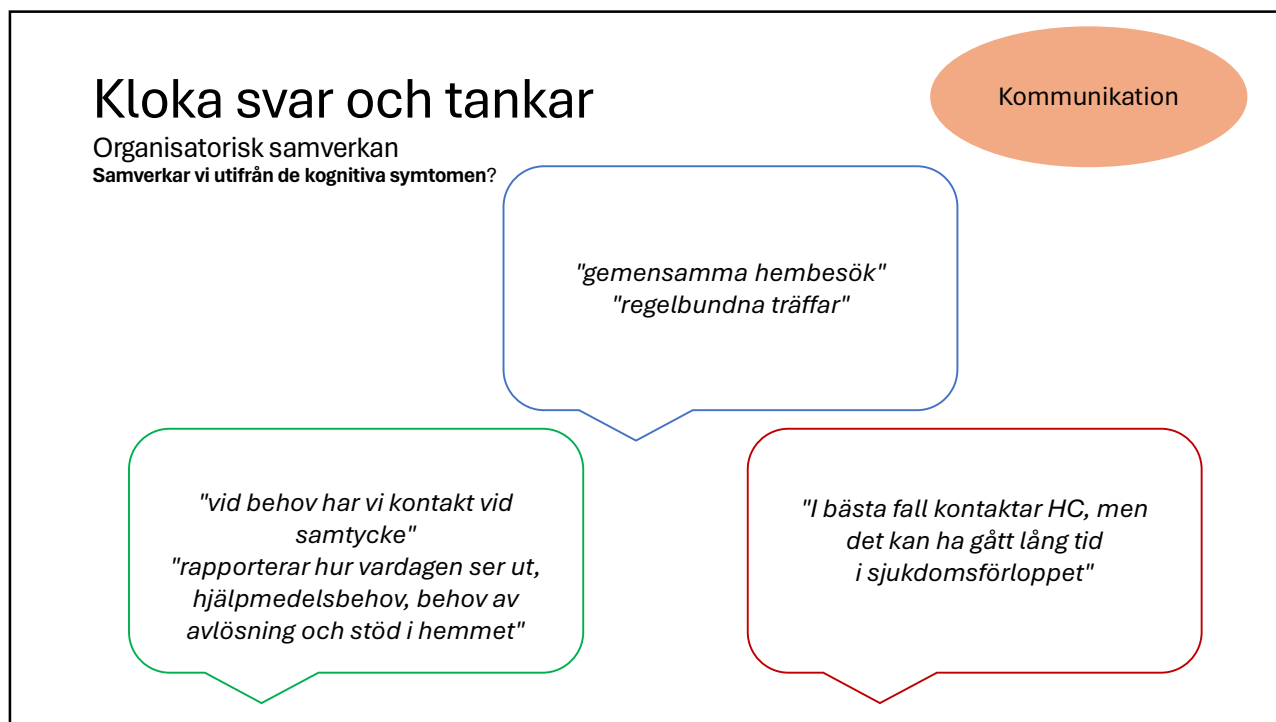 Kloka svar och tankar
Organisatorisk samverkan
Samverkar vi utifrån de kognitiva symtomen?
Kommunikation
"gemensamma hembesök"
"regelbundna träffar"
"vid behov har vi kontakt vid
samtycke"
"rapporterar hur vardagen ser ut,
hjälpmedelsbehov, behov av
avlösning och stöd i hemmet"
"I bästa fall kontaktar HC, men
det kan ha gått lång tid
i sjukdomsförloppet"